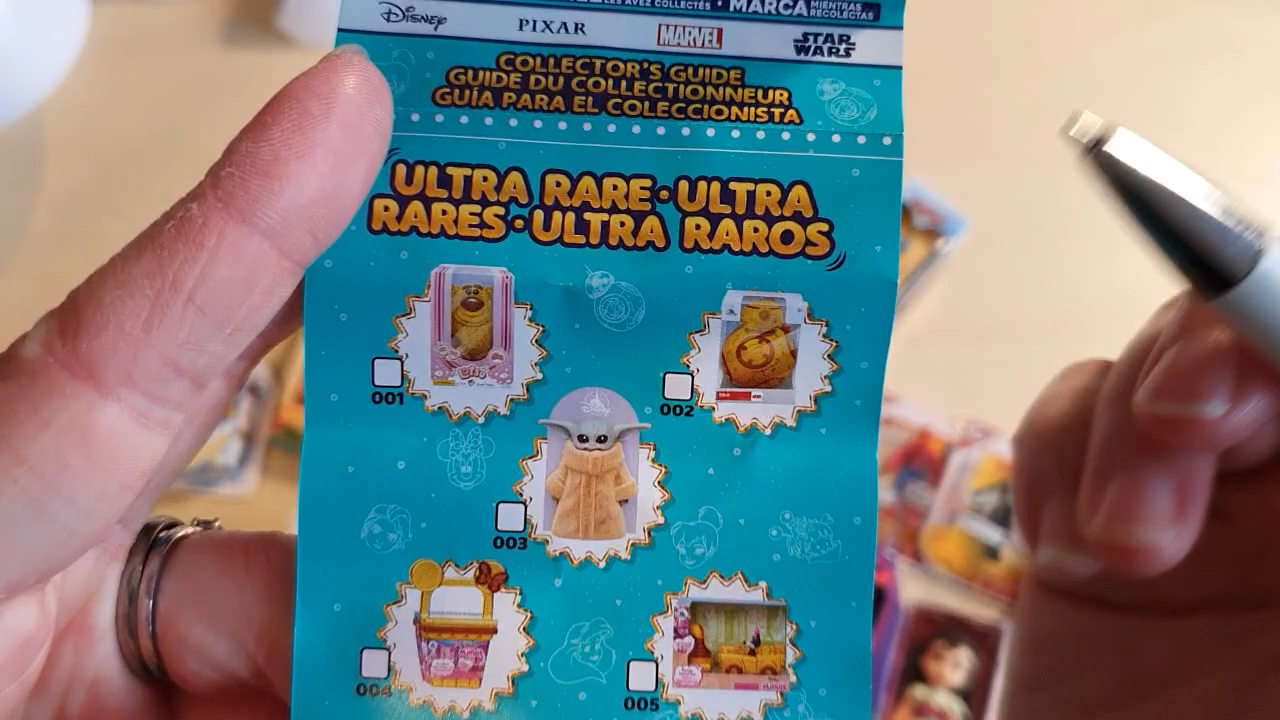 LES AVEZ COLLECTÉS • MARCA MIENTRAS
RECOLECTAS
Disney PIXAR MARVEL STAR
WARS
COLLECTOR'S GUIDE
GUIDE DU COLLECTIONNEUR
GUÍA PARA EL COLECCIONISTA
ULTRA RARE • ULTRA
RARES • ULTRA RAROS
001
002
Disney
003
004
005